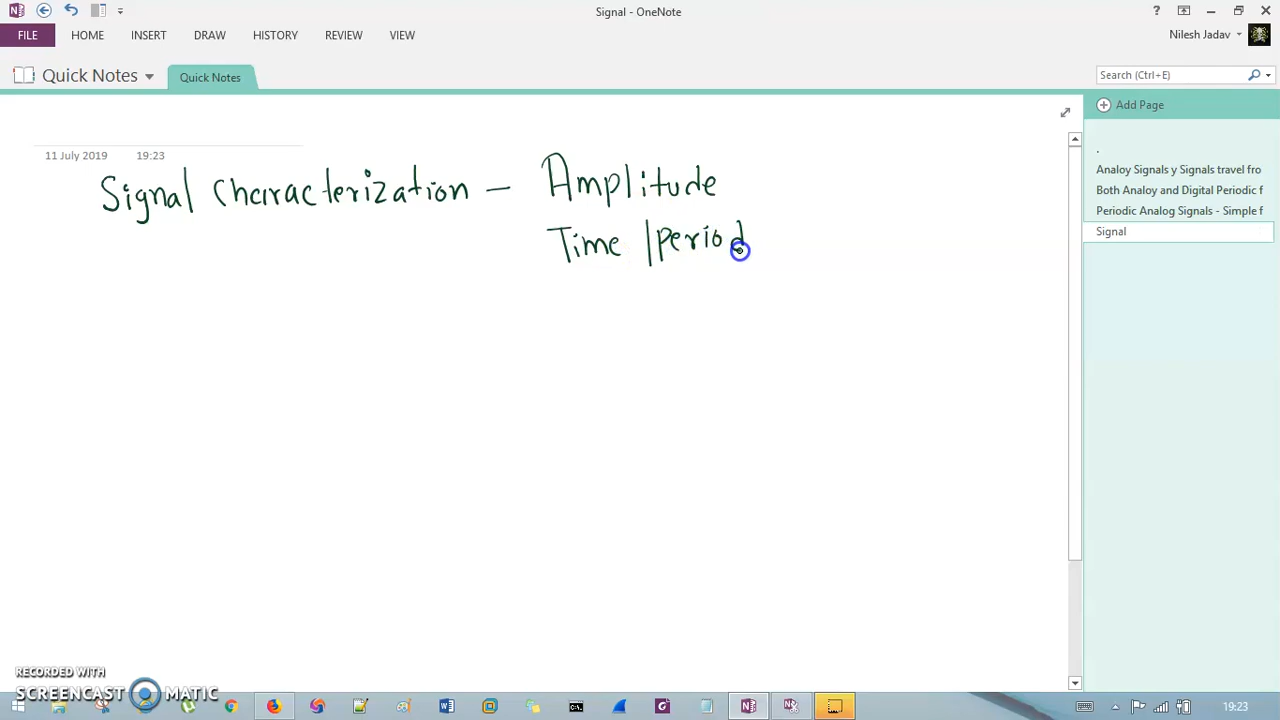 Signal - OneNote
FILE HOME INSERT DRAW HISTORY REVIEW VIEW
Nilesh Jadav
Quick Notes
Quick Notes
Search (Ctrl+E)
Add Page
.
Analoy Signals y Signals travel fro
Both Analoy and Digital Periodic f
Periodic Analog Signals - Simple f
Signal
11 July 2019 19:23
Signal Characterization - Amplitude
Time | Period
RECORDED WITH
SCREENCAST MATIC
19:23